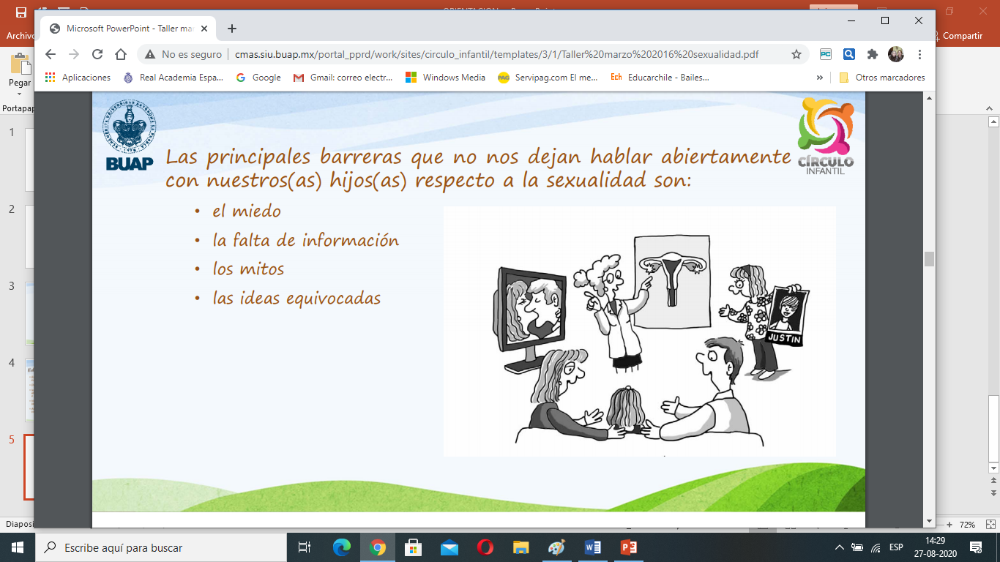 ORIENTACION - PowerPoint
Archivo
Compartir
Pegar
Portapap
1
2
3
4
5
Microsoft PowerPoint - Taller mar
No es seguro | cmas.siu.buap.mx/portal_pprd/work/sites/circulo_infantil/templates/3/1/Taller%20marzo%202016%20sexualidad.pdf
Aplicaciones Real Academia Espa... Google Gmail: correo electr... Windows Media Servipag.com El me... Educarchile - Bailes... » Otros marcadores
BUAP
CÍRCULO
INFANTIL
Las principales barreras que no nos dejan hablar abiertamente
con nuestros(as) hijos(as) respecto a la sexualidad son:
• el miedo
• la falta de información
• los mitos
• las ideas equivocadas
JUSTIN
Diaposi
72%
Escribe aquí para buscar
ESP
14:29
27-08-2020